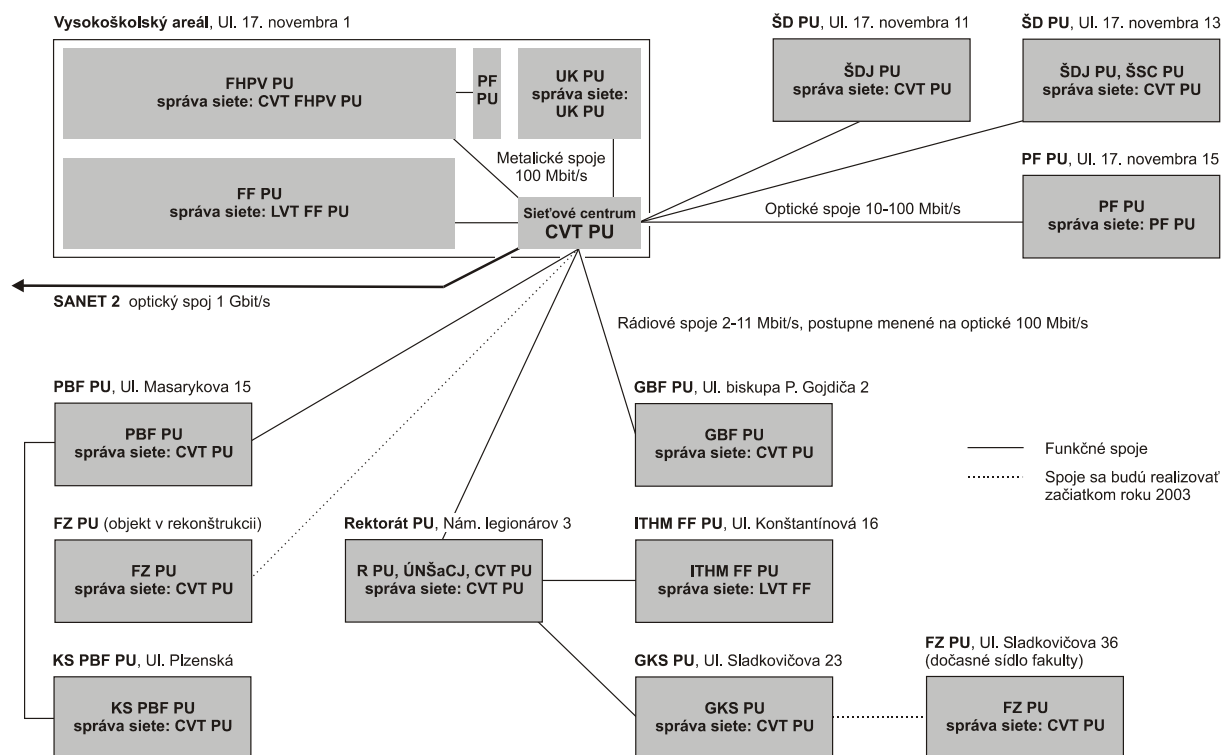 Vysokoškolský areál, Ul. 17. novembra 1
FHPV PU
správa siete: CVT FHPV PU
PF
PU
UK PU
správa siete:
UK PU
Metalické spoje
100 Mbit/s
FF PU
správa siete: LVT FF PU
Sieťové centrum
CVT PU
ŠD PU, Ul. 17. novembra 11
ŠDJ PU
správa siete: CVT PU
ŠD PU, Ul. 17. novembra 13
ŠDJ PU, ŠSC PU
správa siete: CVT PU
PF PU, Ul. 17. novembra 15
PF PU
správa siete: PF PU
Optické spoje 10-100 Mbit/s
SANET 2 optický spoj 1 Gbit/s
Rádiové spoje 2-11 Mbit/s, postupne menené na optické 100 Mbit/s
PBF PU, Ul. Masarykova 15
PBF PU
správa siete: CVT PU
GBF PU, Ul. biskupa P. Gojdiča 2
GBF PU
správa siete: CVT PU
Funkčné spoje
Spoje sa budú realizovať
začiatkom roku 2003
FZ PU (objekt v rekonštrukcii)
FZ PU
správa siete: CVT PU
Rektorát PU, Nám. legionárov 3
R PU, ÚNŠaCJ, CVT PU
správa siete: CVT PU
ITHM FF PU, Ul. Konštantínová 16
ITHM FF PU
správa siete: LVT FF
KS PBF PU, Ul. Plzenská
KS PBF PU
správa siete: CVT PU
GKS PU, Ul. Sladkovičova 23
GKS PU
správa siete: CVT PU
FZ PU, Ul. Sladkovičova 36
(dočasné sídlo fakulty)
FZ PU
správa siete: CVT PU